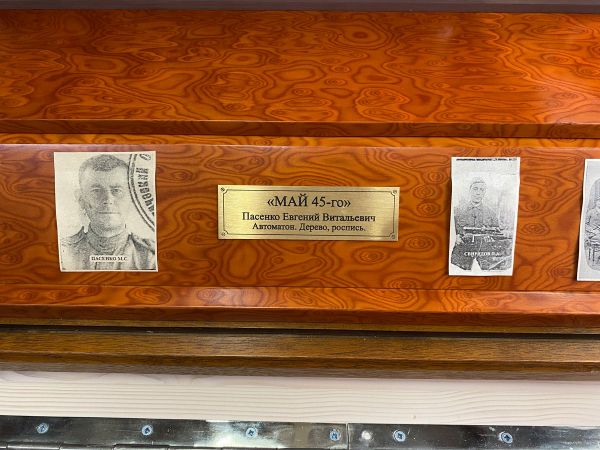 «МАЙ 45-го»
Пасенко Евгений Витальевич
Автоматон. Дерево, роспись.
ПАСЕНКО М.С